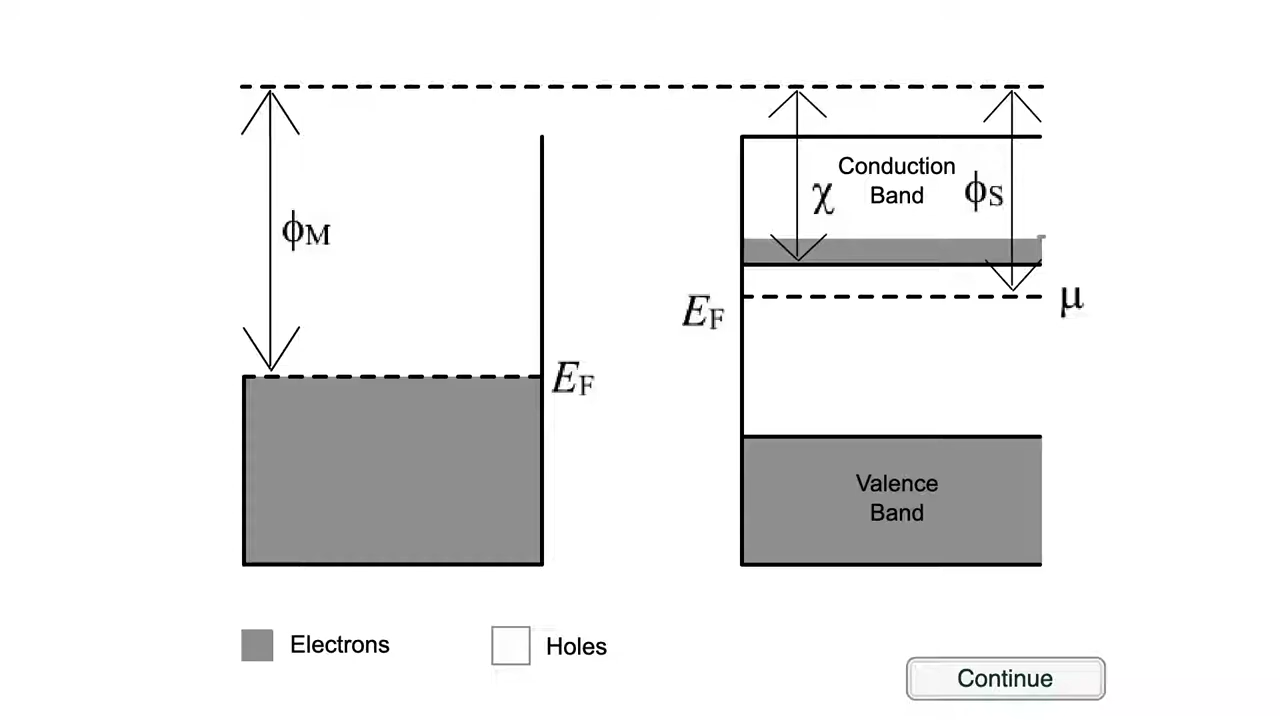 Conduction
Band
χ
ϕS
ϕM
EF
μ
EF
Valence
Band
Electrons
Holes
Continue